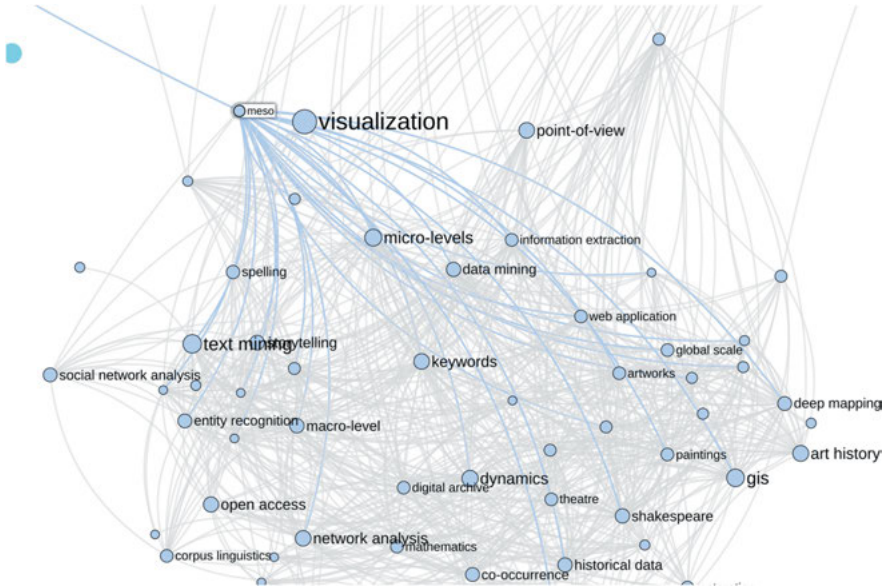 meso
visualization
point-of-view
micro-levels
information extraction
data mining
spelling
web application
text mining
storytelling
global scale
keywords
social network analysis
artworks
deep mapping
entity recognition
macro-level
art history
paintings
gis
dynamics
digital archive
theatre
open access
shakespeare
network analysis
mathematics
corpus linguistics
historical data
co-occurrence